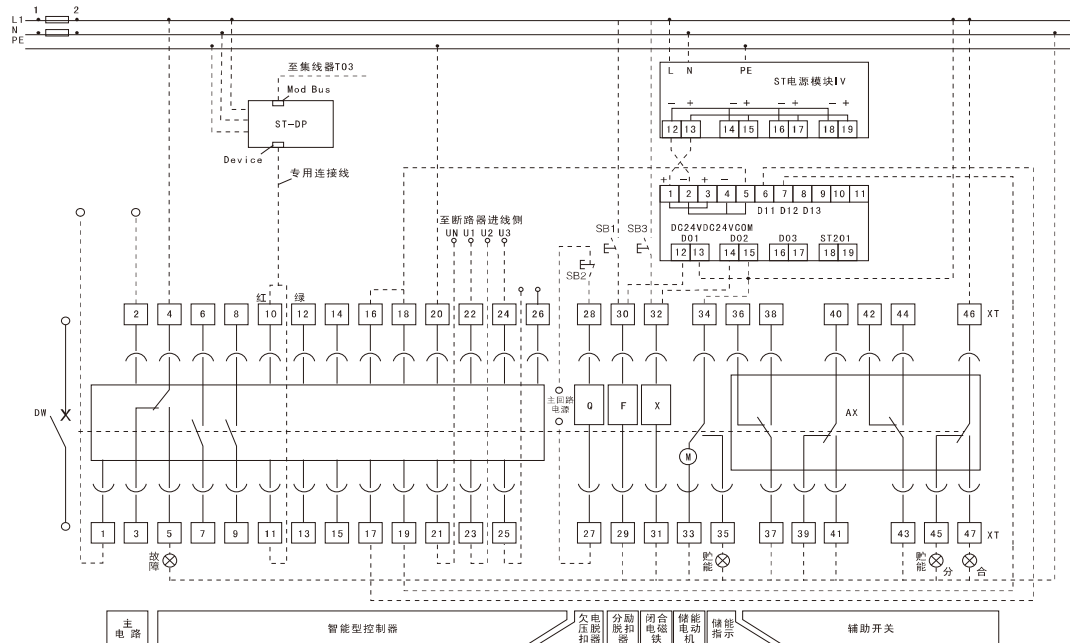 1 2
L1
N
PE
至集线器T03
Mod Bus
ST-DP
Device
专用连接线
L N PE
ST电源模块IV
- + - + - + - +
12 13 14 15 16 17 18 19
+ - + -
1 2 3 4 5 6 7 8 9 10 11
D11 D12 D13
DC24VDC24VCOM
D01 D02 D03 ST201
12 13 14 15 16 17 18 19
至断路器进线侧
UN U1 U2 U3
SB1 SB3
SB2
红 绿
2 4 6 8 10 12 14 16 18 20 22 24 26 28 30 32 34 36 38 40 42 44 46 XT
DW
主回路
电源
Q F X
M
AX
1 3 5 7 9 11 13 15 17 19 21 23 25 27 29 31 33 35 37 39 41 43 45 47 XT
故障
贮能
贮能
分
合
主电路
智能型控制器
欠压脱扣器
电
分励脱扣器
闭合电磁铁
储能电动机
储能指示
辅助开关